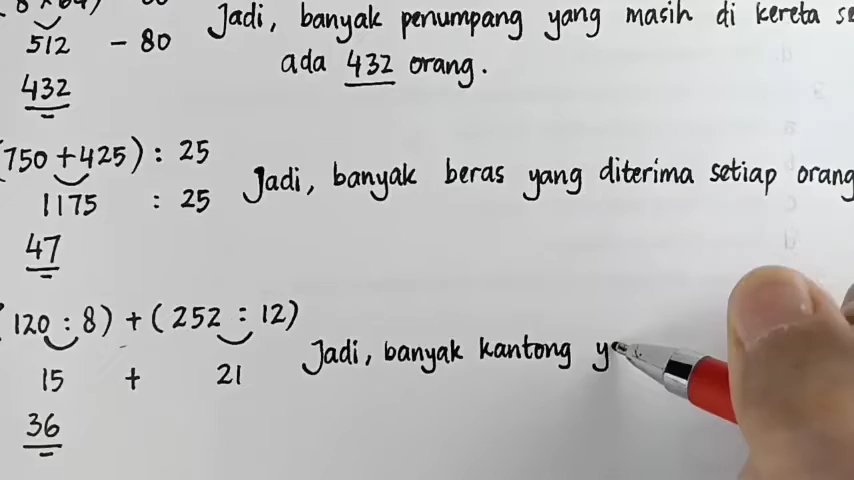 512 - 80 Jadi, banyak penumpang yang masih di kereta
432 ada 432 orang.
(750 + 425) : 25
1175 : 25 Jadi, banyak beras yang diterima setiap orang
47
(120 : 8) + (252 : 12)
15 + 21 Jadi, banyak kantong y
36